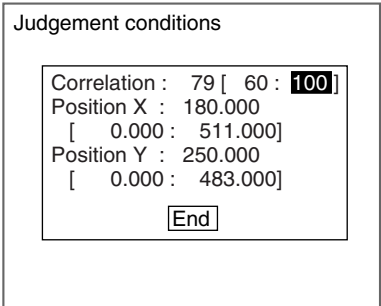 Judgement conditions
Correlation : 79 [ 60 : 100 ]
Position X : 180.000
[ 0.000 : 511.000]
Position Y : 250.000
[ 0.000 : 483.000]
End